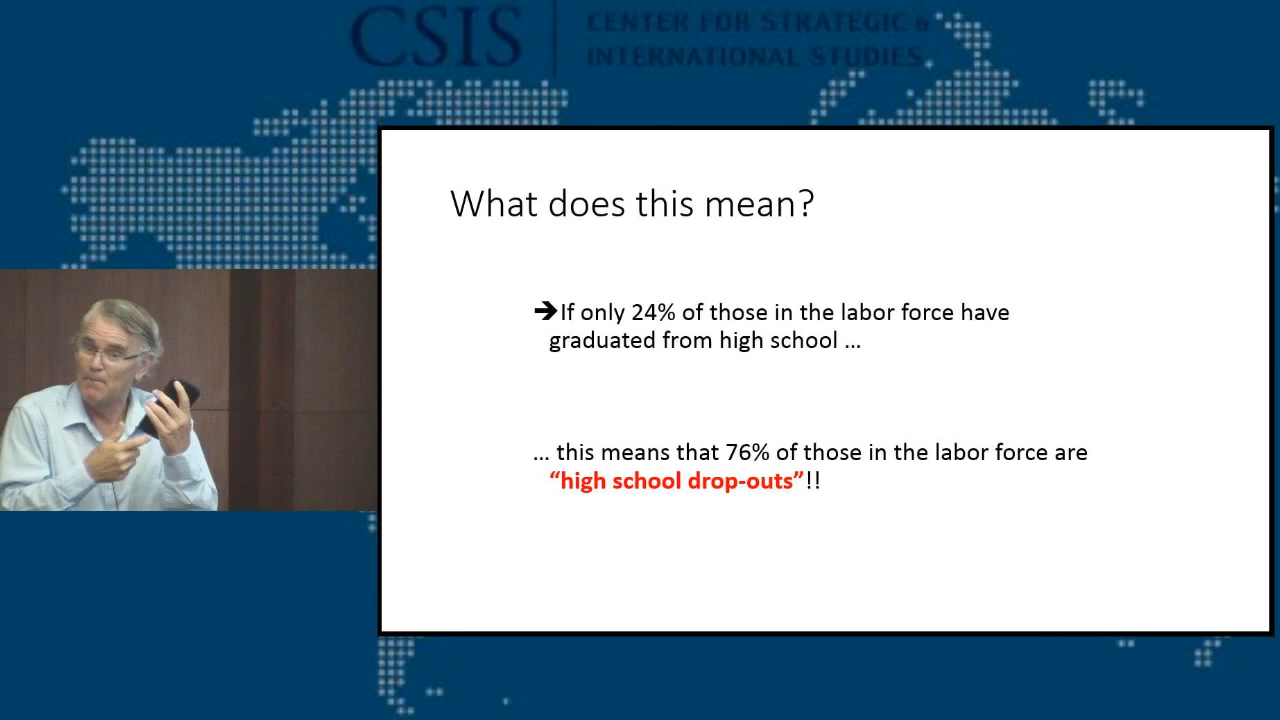 CSIS
CENTER FOR STRATEGIC &
INTERNATIONAL STUDIES
What does this mean?
➔If only 24% of those in the labor force have
graduated from high school ...
... this means that 76% of those in the labor force are
“high school drop-outs”!!